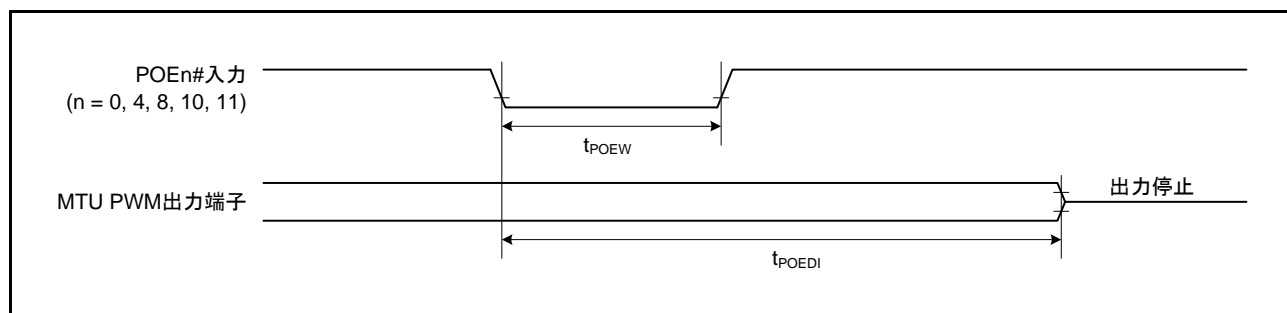 POEn#入力
(n = 0, 4, 8, 10, 11)
tPOEW
MTU PWM出力端子
出力停止
tPOEDI